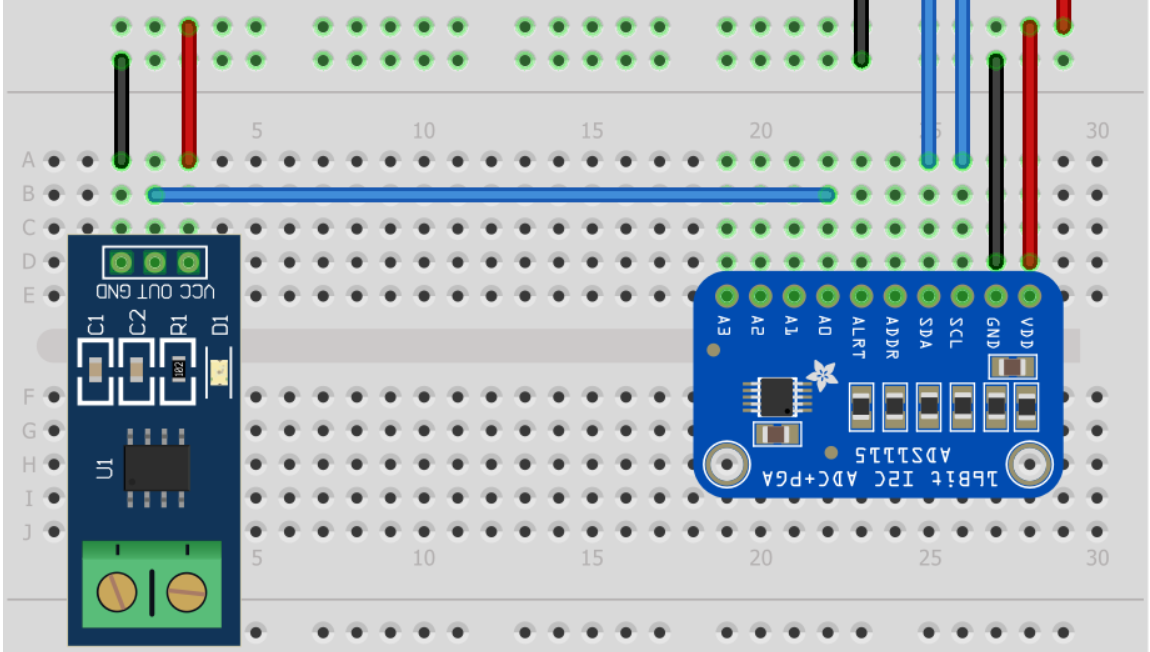 5 10 15 20 25 30
A
B
C
D
E
F
G
H
I
J
GND OUT VCC
C1 C2 R1 D1
102
U1
A3 A2 A1 A0 ALRT ADDR SDA SCL GND VDD
ADS1115
16Bit I2C ADC+PGA
5 10 15 20 25 30